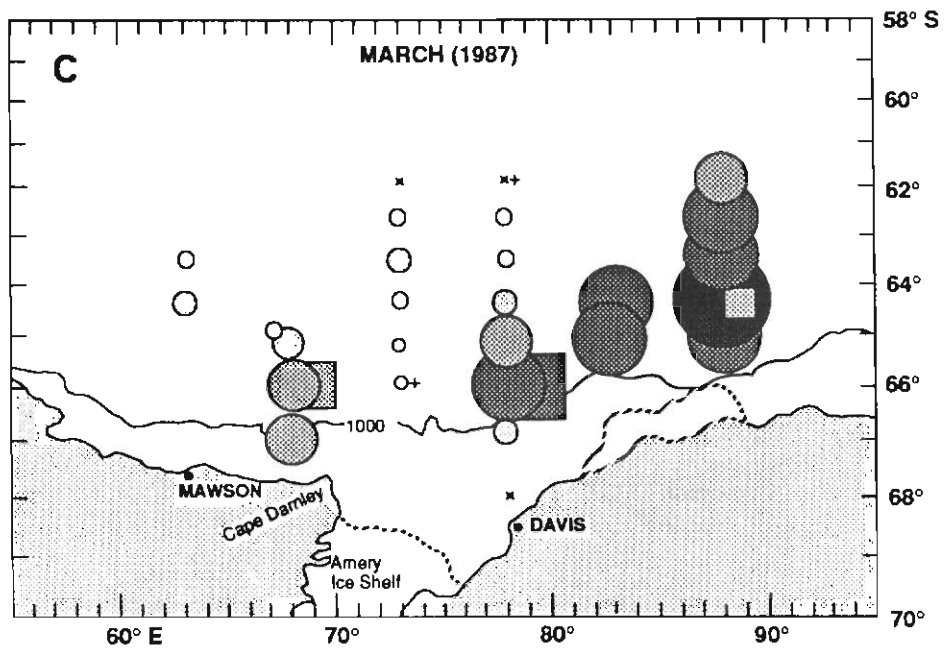 58° S
C
MARCH (1987)
60°
62°
64°
66°
1000
MAWSON
Cape Darnley
68°
DAVIS
Amery
Ice Shelf
70°
60° E
70°
80°
90°